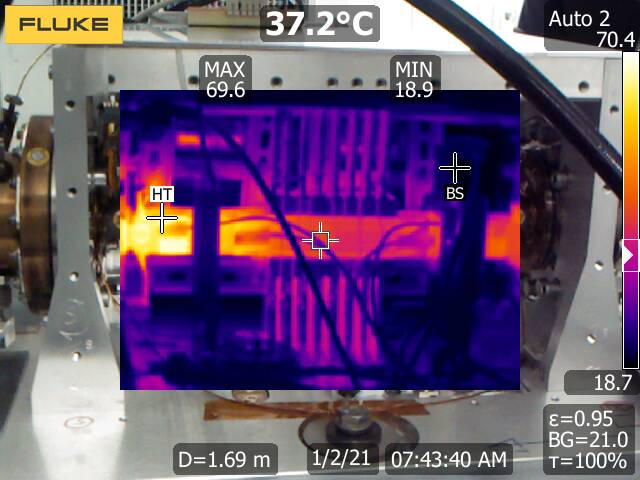 FLUKE
37.2°C
Auto 2
70.4
MAX
69.6
MIN
18.9
HT
BS
18.7
ε=0.95
BG=21.0
τ=100%
D=1.69 m
1/2/21
07:43:40 AM